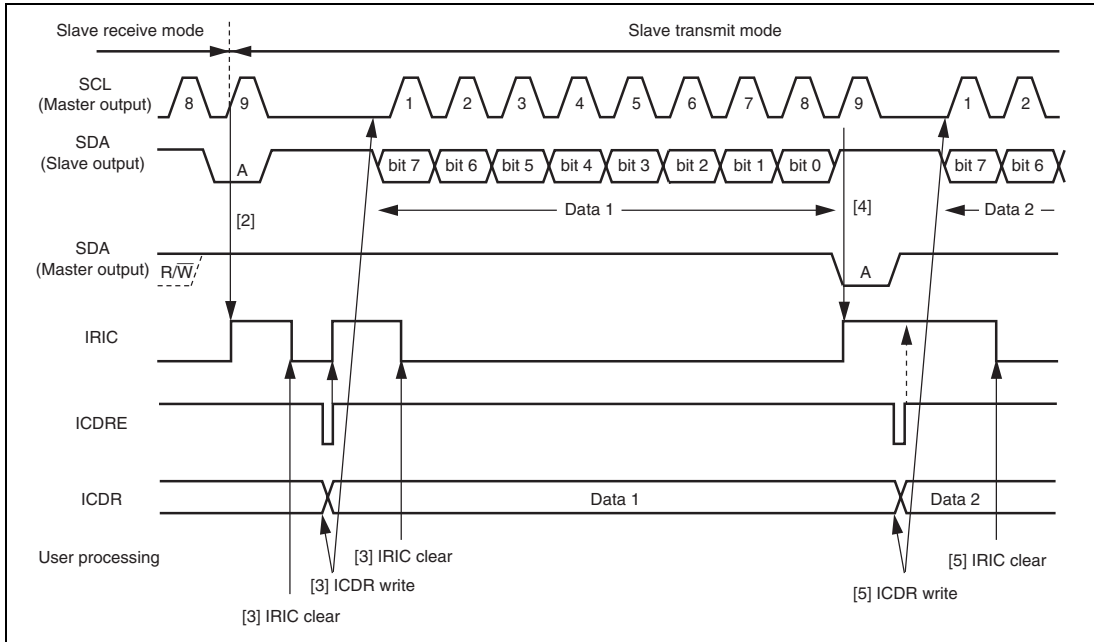 Slave receive mode
Slave transmit mode
SCL
(Master output)
8
9
1
2
3
4
5
6
7
8
9
1
2
SDA
(Slave output)
A
bit 7
bit 6
bit 5
bit 4
bit 3
bit 2
bit 1
bit 0
bit 7
bit 6
[2]
Data 1
[4]
Data 2
SDA
(Master output)
R/W̅
A
IRIC
ICDRE
ICDR
Data 1
Data 2
User processing
[3] IRIC clear
[3] ICDR write
[3] IRIC clear
[5] IRIC clear
[5] ICDR write